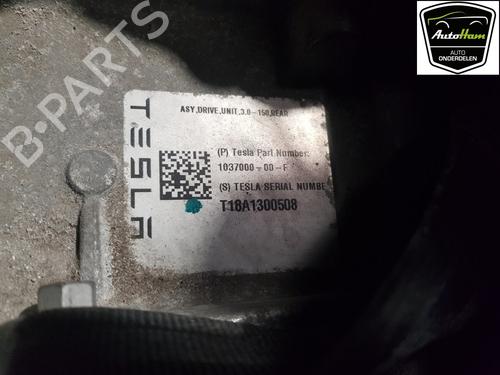 AutoHam
AUTO
ONDERDELEN
B-PARTS
TESLA
ASY,DRIVE,UNIT,3.0-150,REAR
(P) Tesla Part Number:
1037000-00-F
(S) TESLA SERIAL NUMBE
T18A1300508